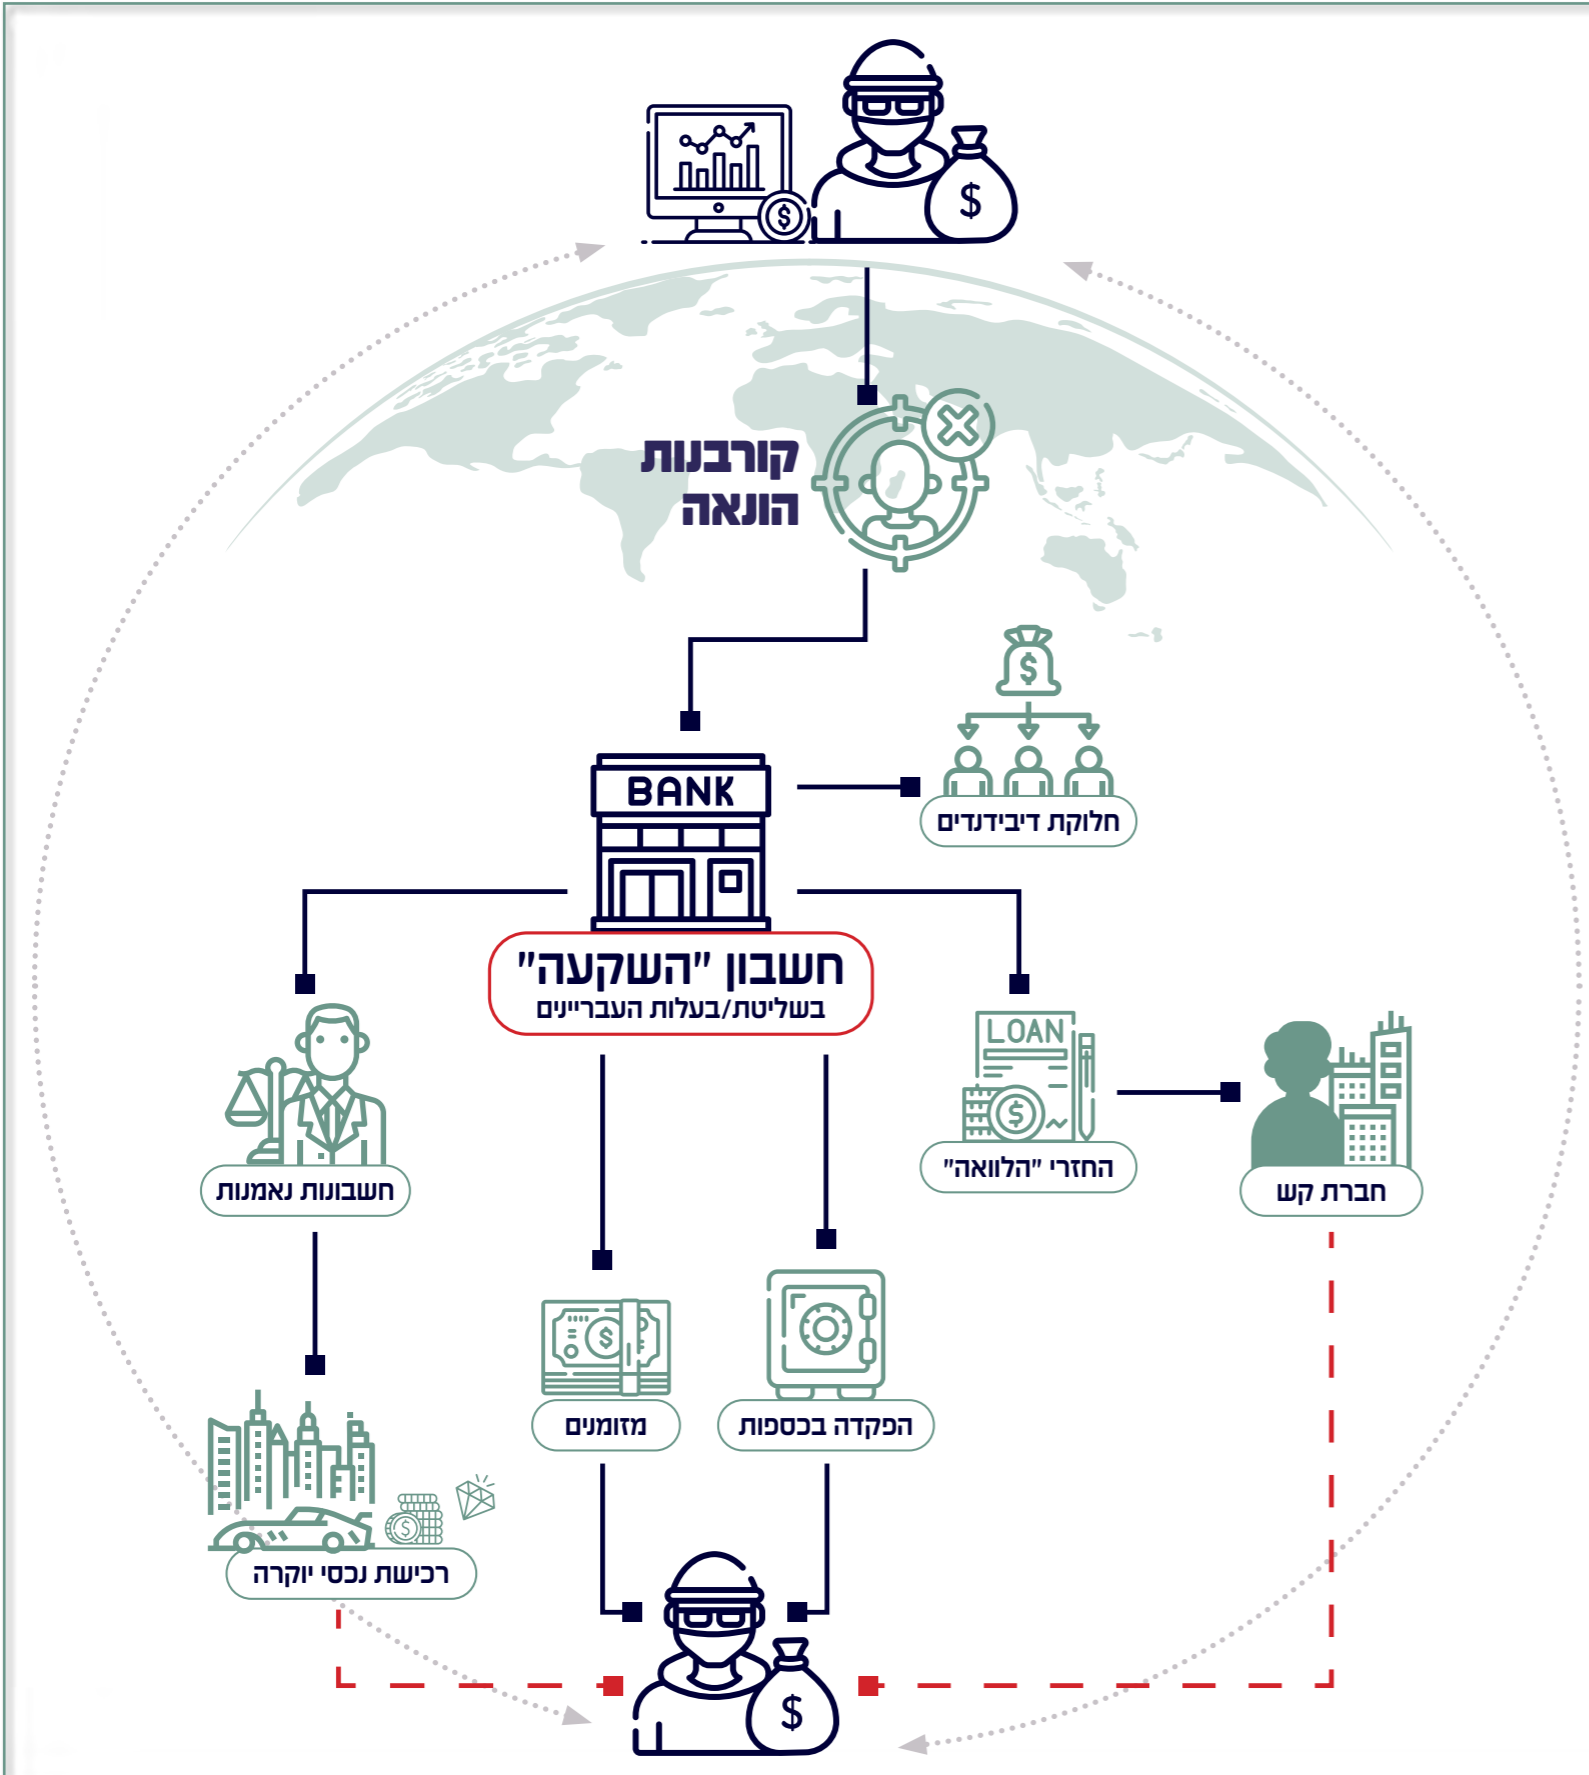 $
$
קורבנות
הונאה
$
BANK
חלוקת דיבידנדים
חשבון "השקעה"
בשליטת/בעלות העבריינים
LOAN
$
חשבונות נאמנות
החזרי "הלוואה"
חברת קש
$
מזומנים
הפקדה בכספות
$
רכישת נכסי יוקרה
$